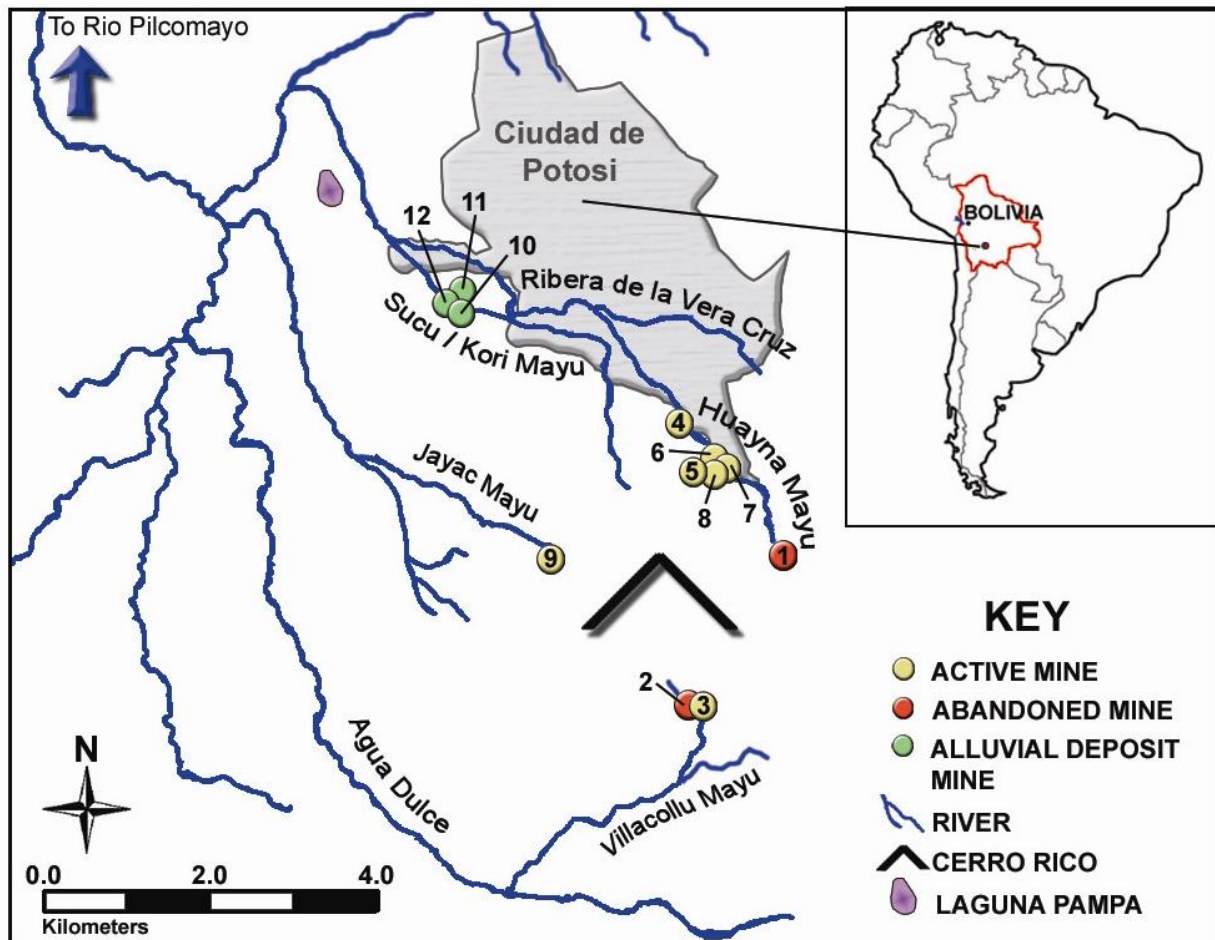 To Rio Pilcomayo
Ciudad de
Potosi
BOLIVIA
12
11
10
Ribera de la Vera Cruz
Sucu / Kori Mayu
Huayna Mayu
4
6
5
8
7
1
Jayac Mayu
9
2
3
Agua Dulce
Villacollu Mayu
N
0.0 2.0 4.0
Kilometers
KEY
ACTIVE MINE
ABANDONED MINE
ALLUVIAL DEPOSIT
MINE
RIVER
CERRO RICO
LAGUNA PAMPA